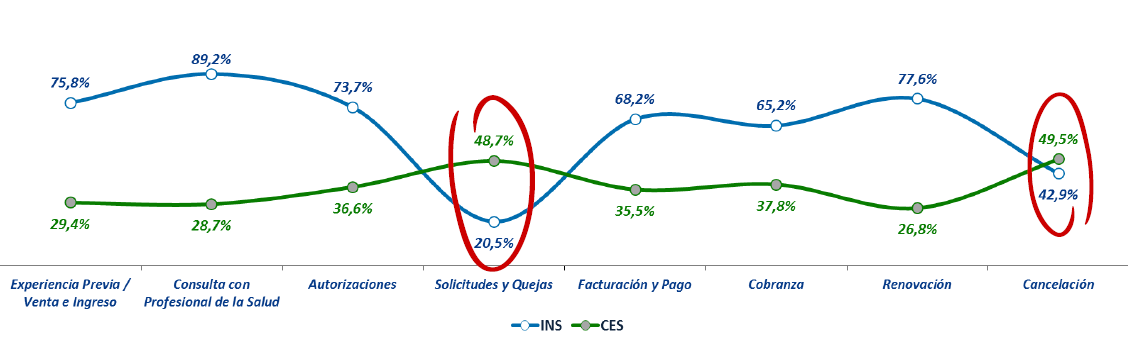 89,2%
75,8%
73,7%
77,6%
68,2%
65,2%
48,7%
49,5%
29,4%
28,7%
36,6%
20,5%
35,5%
37,8%
26,8%
42,9%
Experiencia Previa /
Venta e Ingreso
Consulta con
Profesional de la Salud
Autorizaciones
Solicitudes y Quejas
Facturación y Pago
Cobranza
Renovación
Cancelación
INS
CES